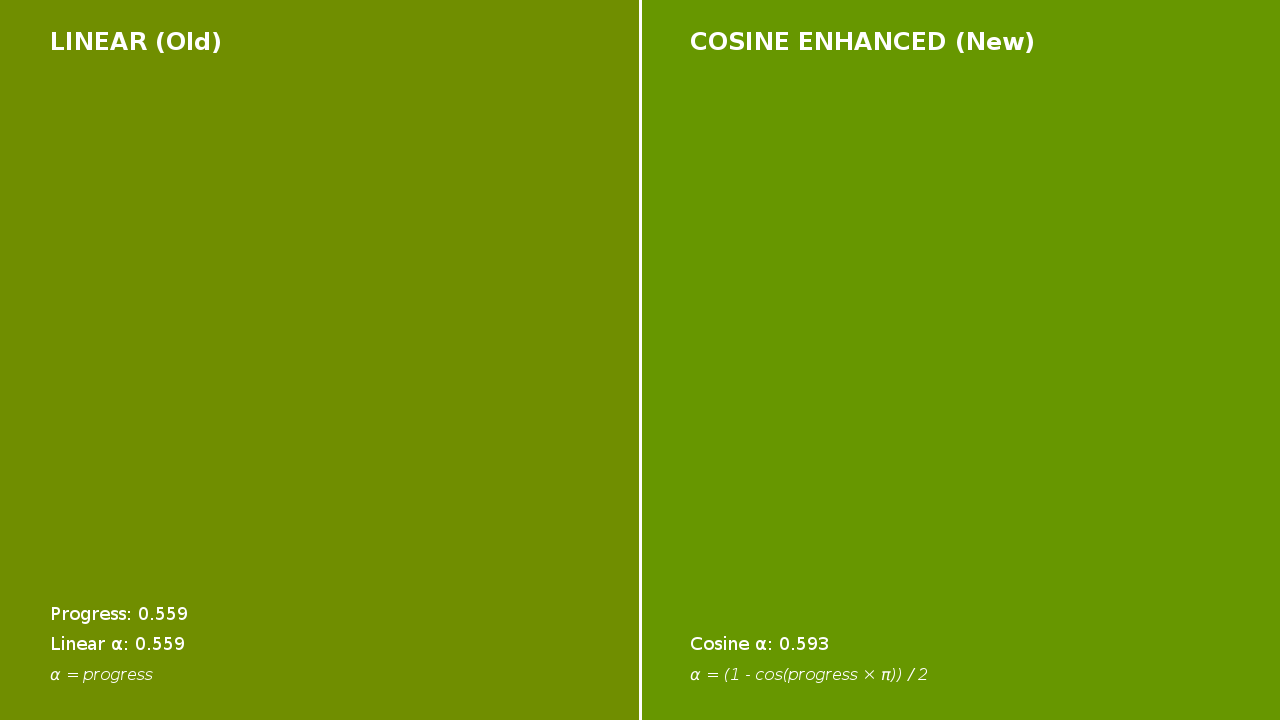 LINEAR (Old)
Progress: 0.559
Linear α: 0.559
α = progress
COSINE ENHANCED (New)
Cosine α: 0.593
α = (1 - cos(progress × π)) / 2